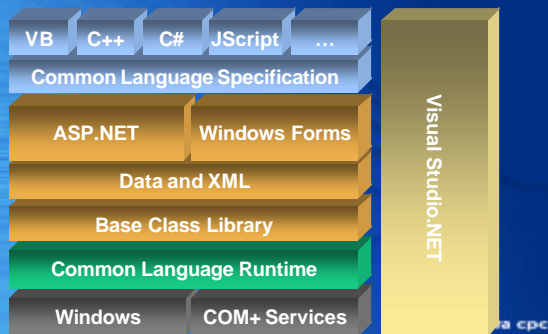 VB C++ C# JScript ...
Common Language Specification
ASP.NET Windows Forms
Data and XML
Base Class Library
Common Language Runtime
Windows COM+ Services
Visual Studio.NET